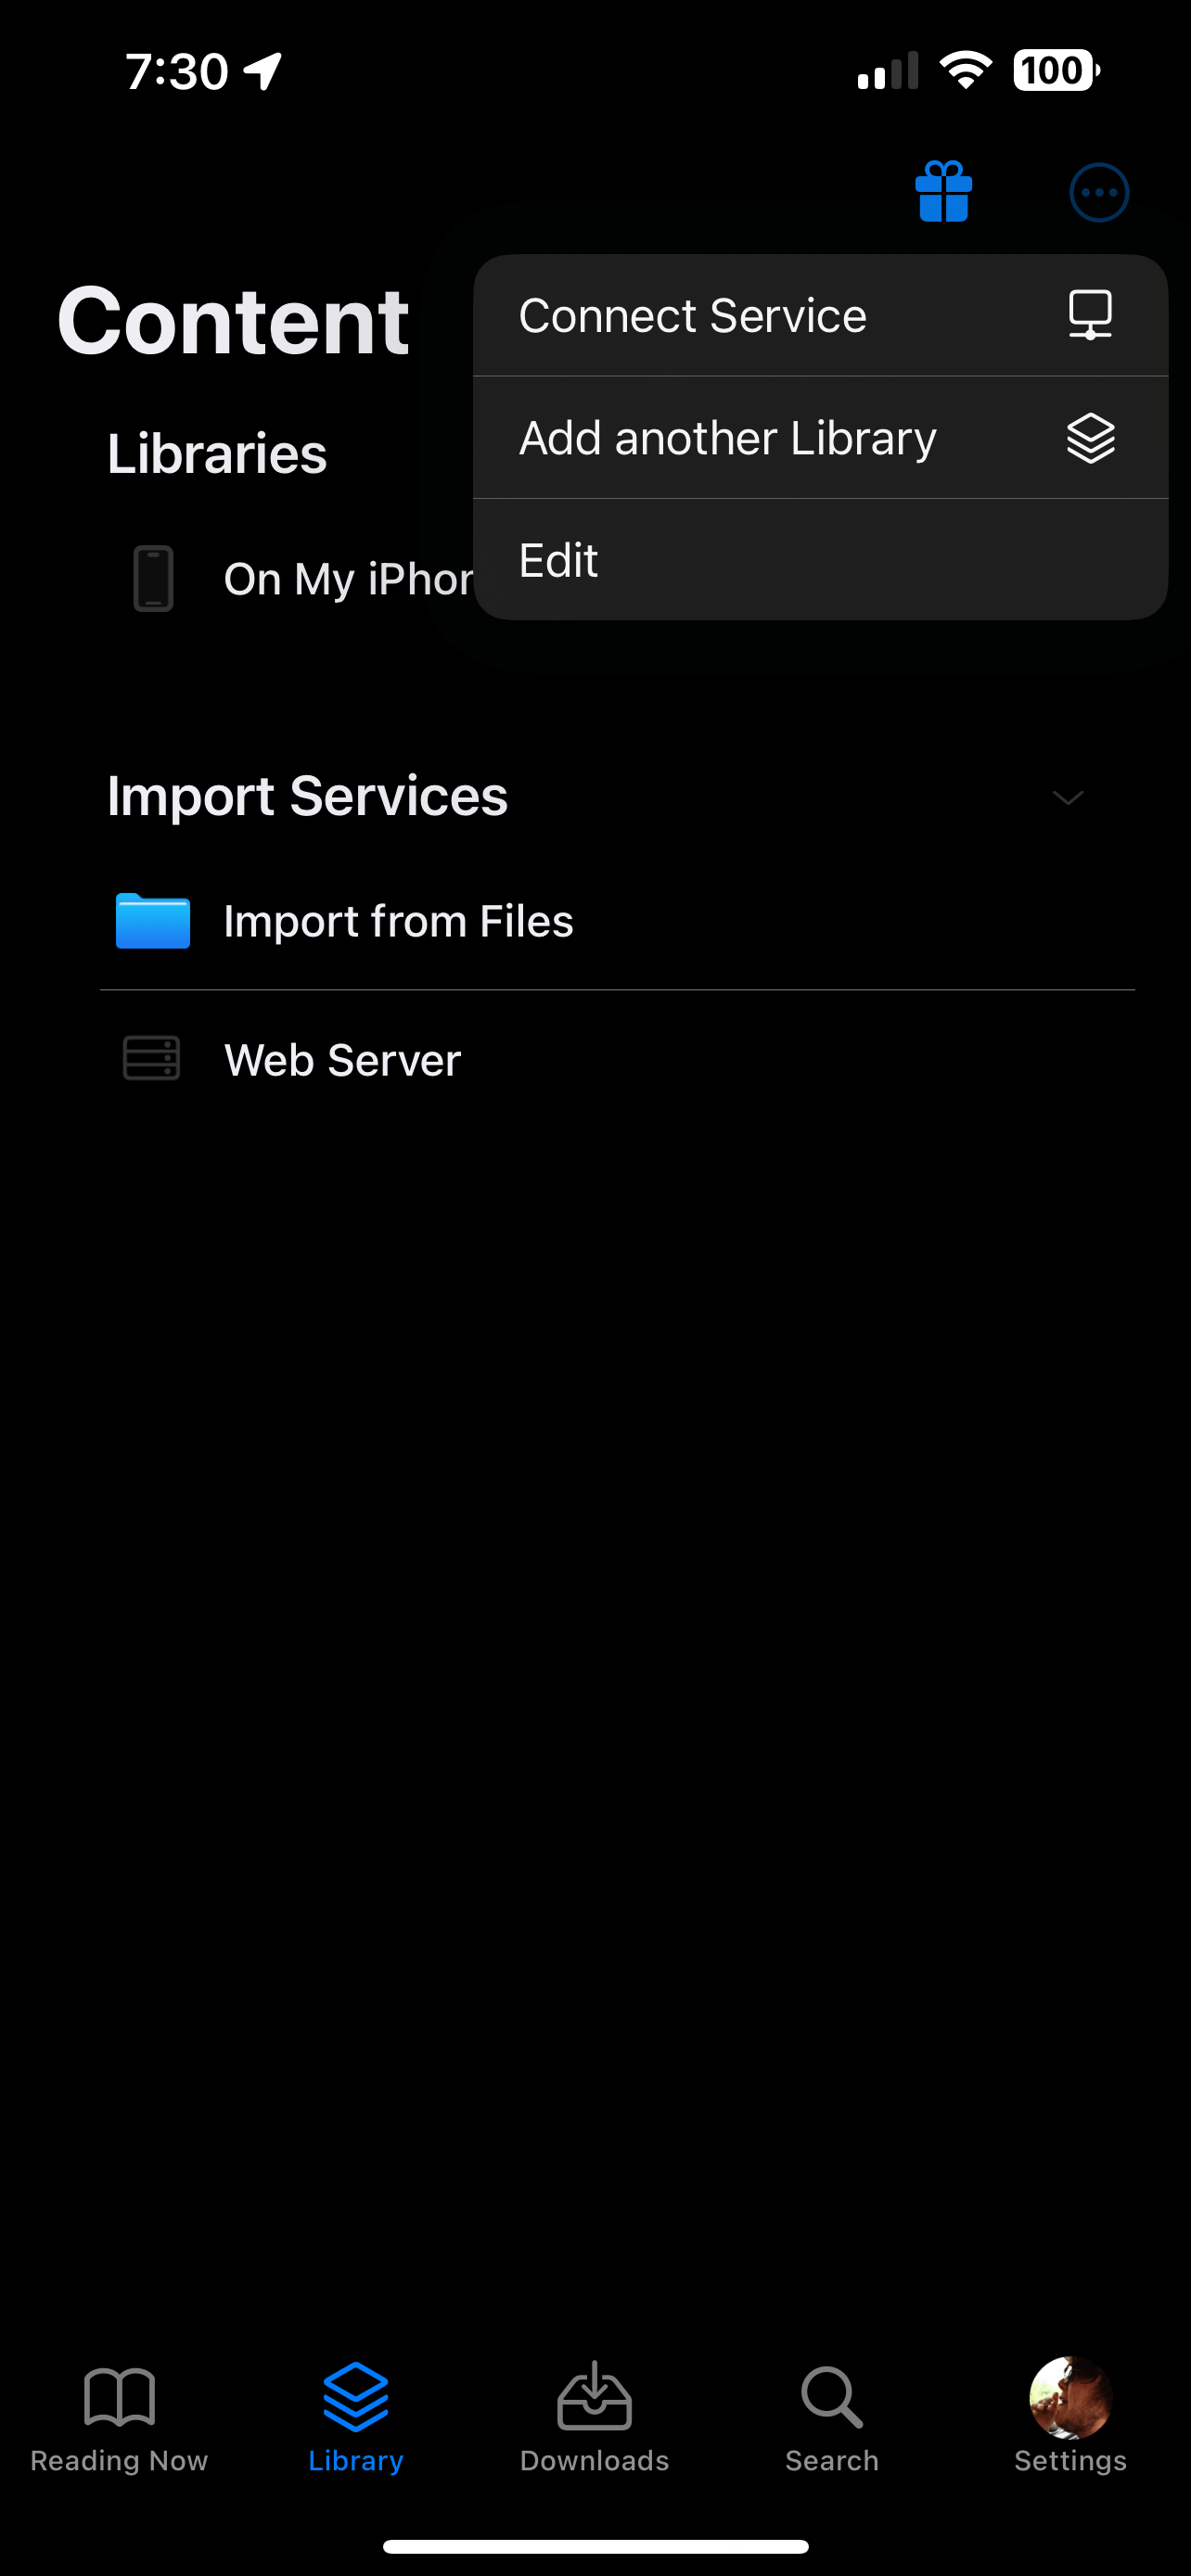 7:30
100
Content
Connect Service
Add another Library
Edit
Libraries
On My iPhon
Import Services
Import from Files
Web Server
Reading Now
Library
Downloads
Search
Settings